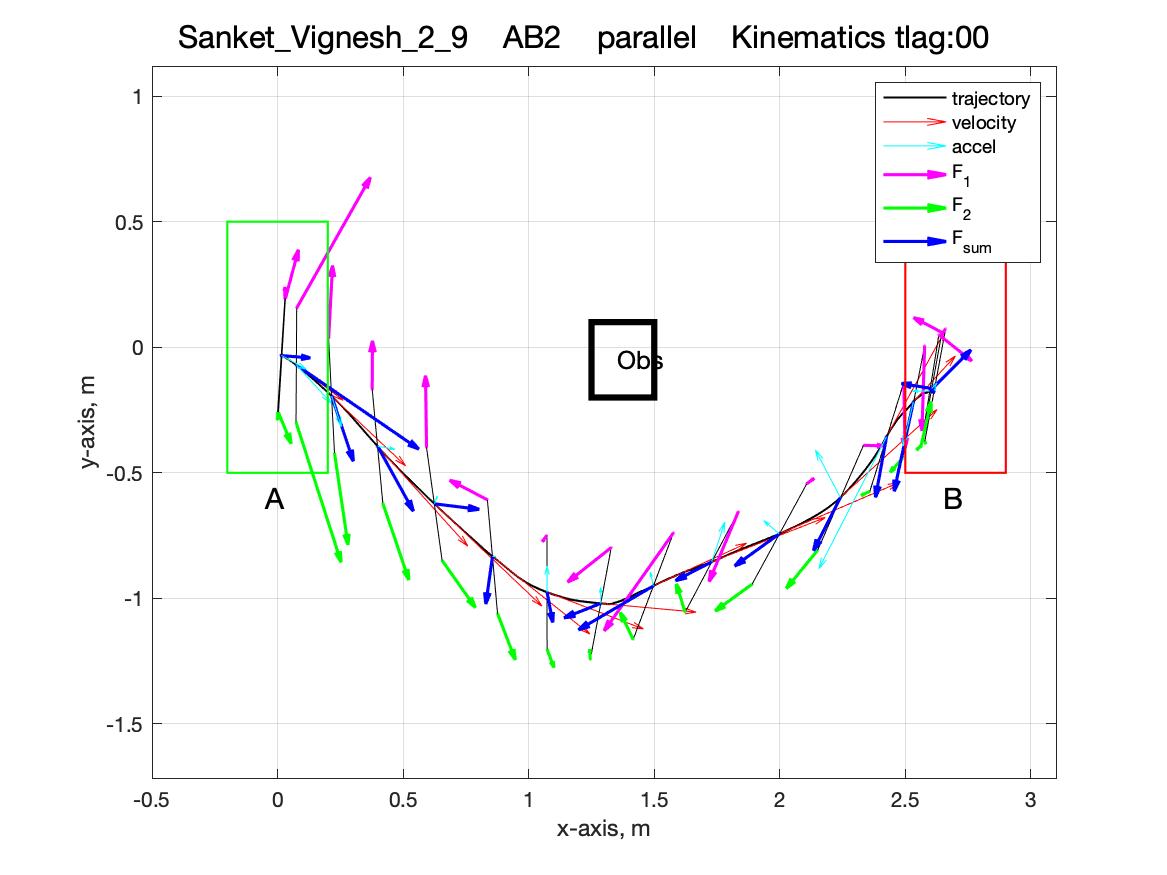 Sanket_Vignesh_2_9 AB2 parallel Kinematics tlag:00
trajectory
velocity
accel
F1
F2
Fsum
1
0.5
0
-0.5
-1
-1.5
y-axis, m
Obs
A
B
-0.5 0 0.5 1 1.5 2 2.5 3
x-axis, m